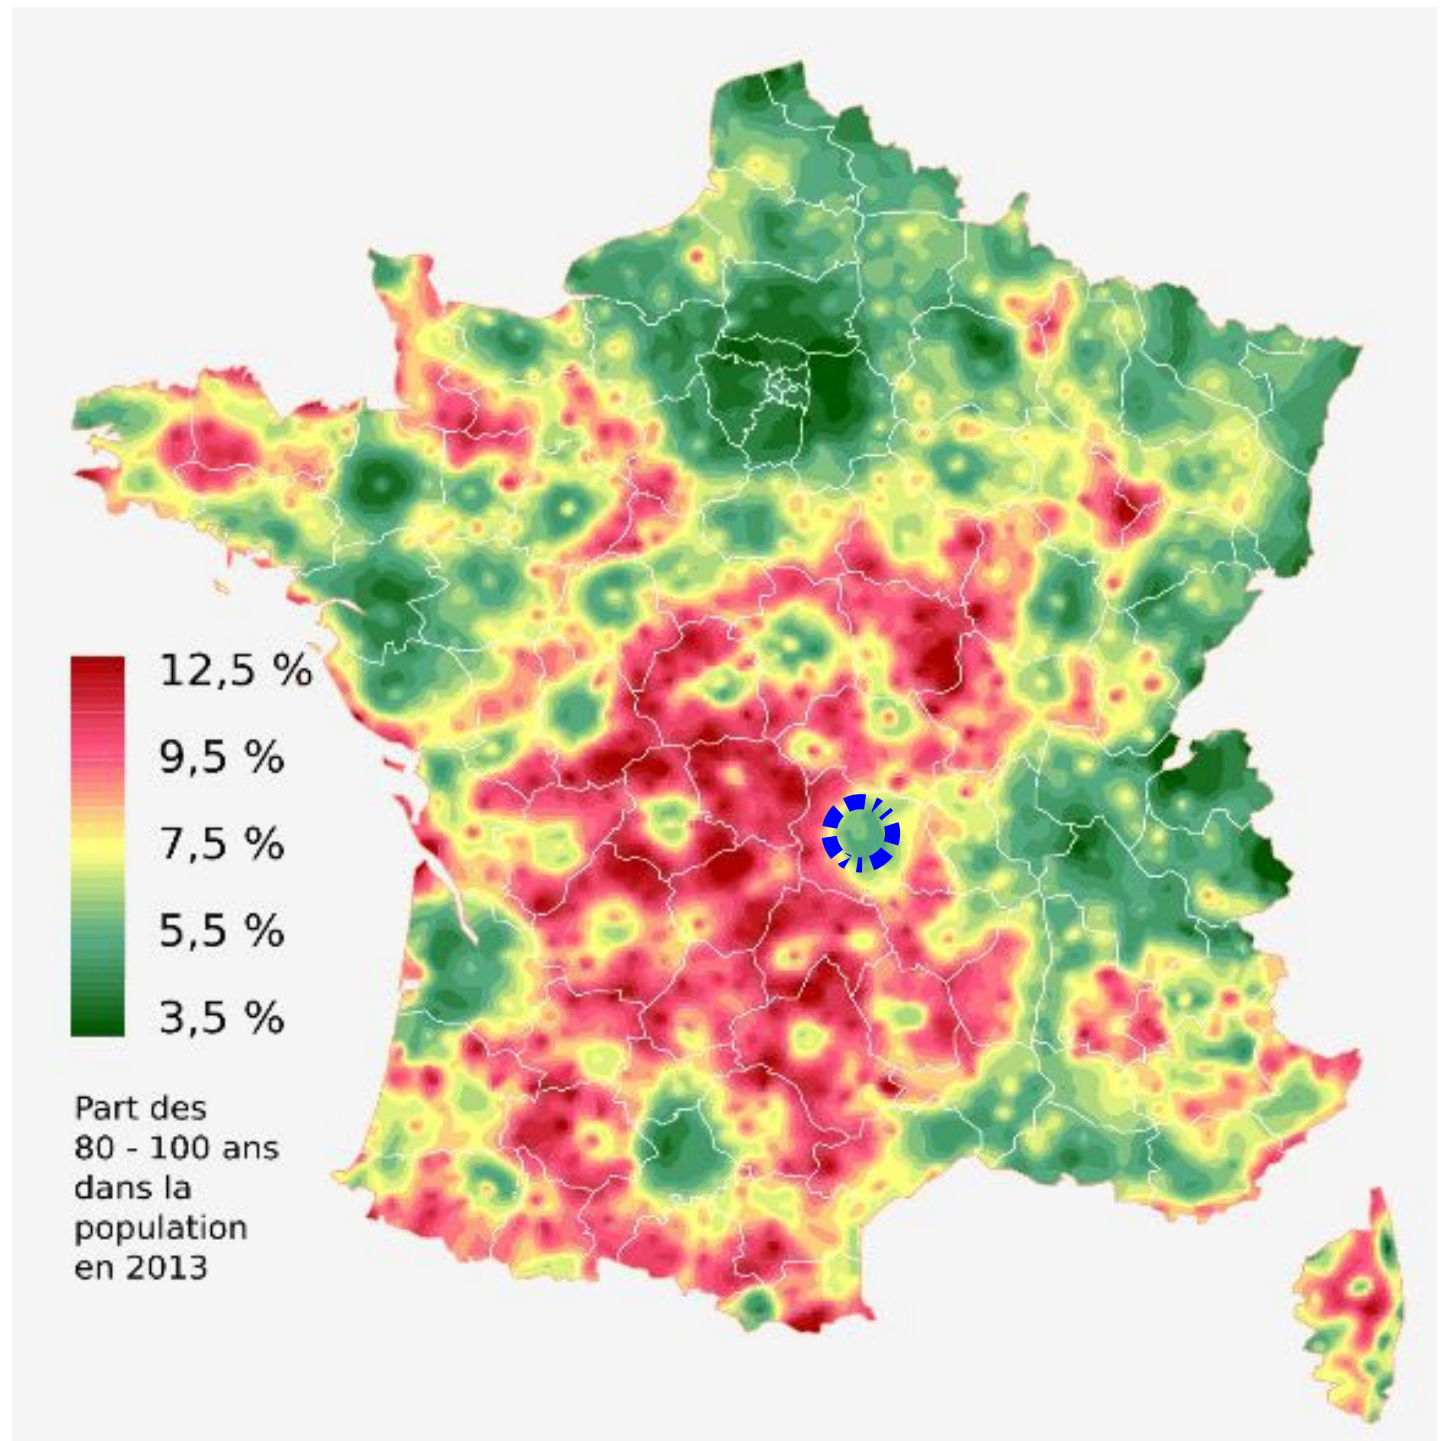 12,5 %
9,5 %
7,5 %
5,5 %
3,5 %
Part des
80 - 100 ans
dans la
population
en 2013